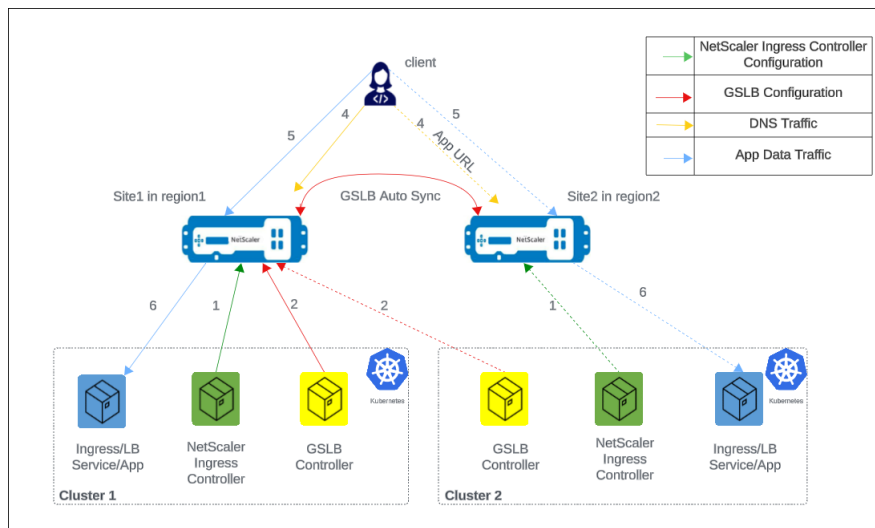 client
NetScaler Ingress Controller
Configuration
GSLB Configuration
DNS Traffic
App Data Traffic
4
5
5
4
App URL
Site1 in region1
GSLB Auto Sync
Site2 in region2
NetScaler
NetScaler
6
1
2
2
1
6
Kubernetes
Kubernetes
Ingress/LB
Service/App
NetScaler
Ingress
Controller
GSLB
Controller
GSLB
Controller
NetScaler
Ingress
Controller
Ingress/LB
Service/App
Cluster 1
Cluster 2